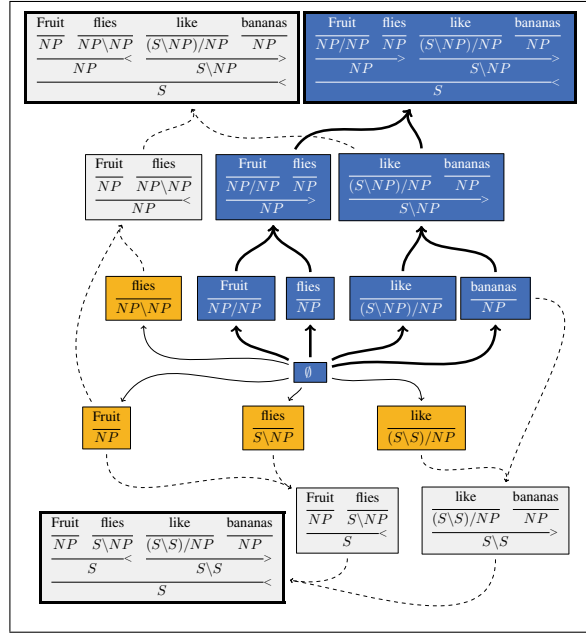 Fruit flies like bananas
NP NP\NP (S\NP)/NP NP
NP < S\NP >
S <
Fruit flies like bananas
NP/NP NP (S\NP)/NP NP
NP > S\NP >
S <
Fruit flies
NP NP\NP
NP <
Fruit flies
NP/NP NP
NP >
like bananas
(S\NP)/NP NP
S\NP >
flies
NP\NP
Fruit
NP/NP
flies
NP
like
(S\NP)/NP
bananas
NP
∅
Fruit
NP
flies
S\NP
like
(S\S)/NP
Fruit flies
NP S\NP
S <
like bananas
(S\S)/NP NP
S\S >
Fruit flies like bananas
NP S\NP (S\S)/NP NP
S < S\S >
S <